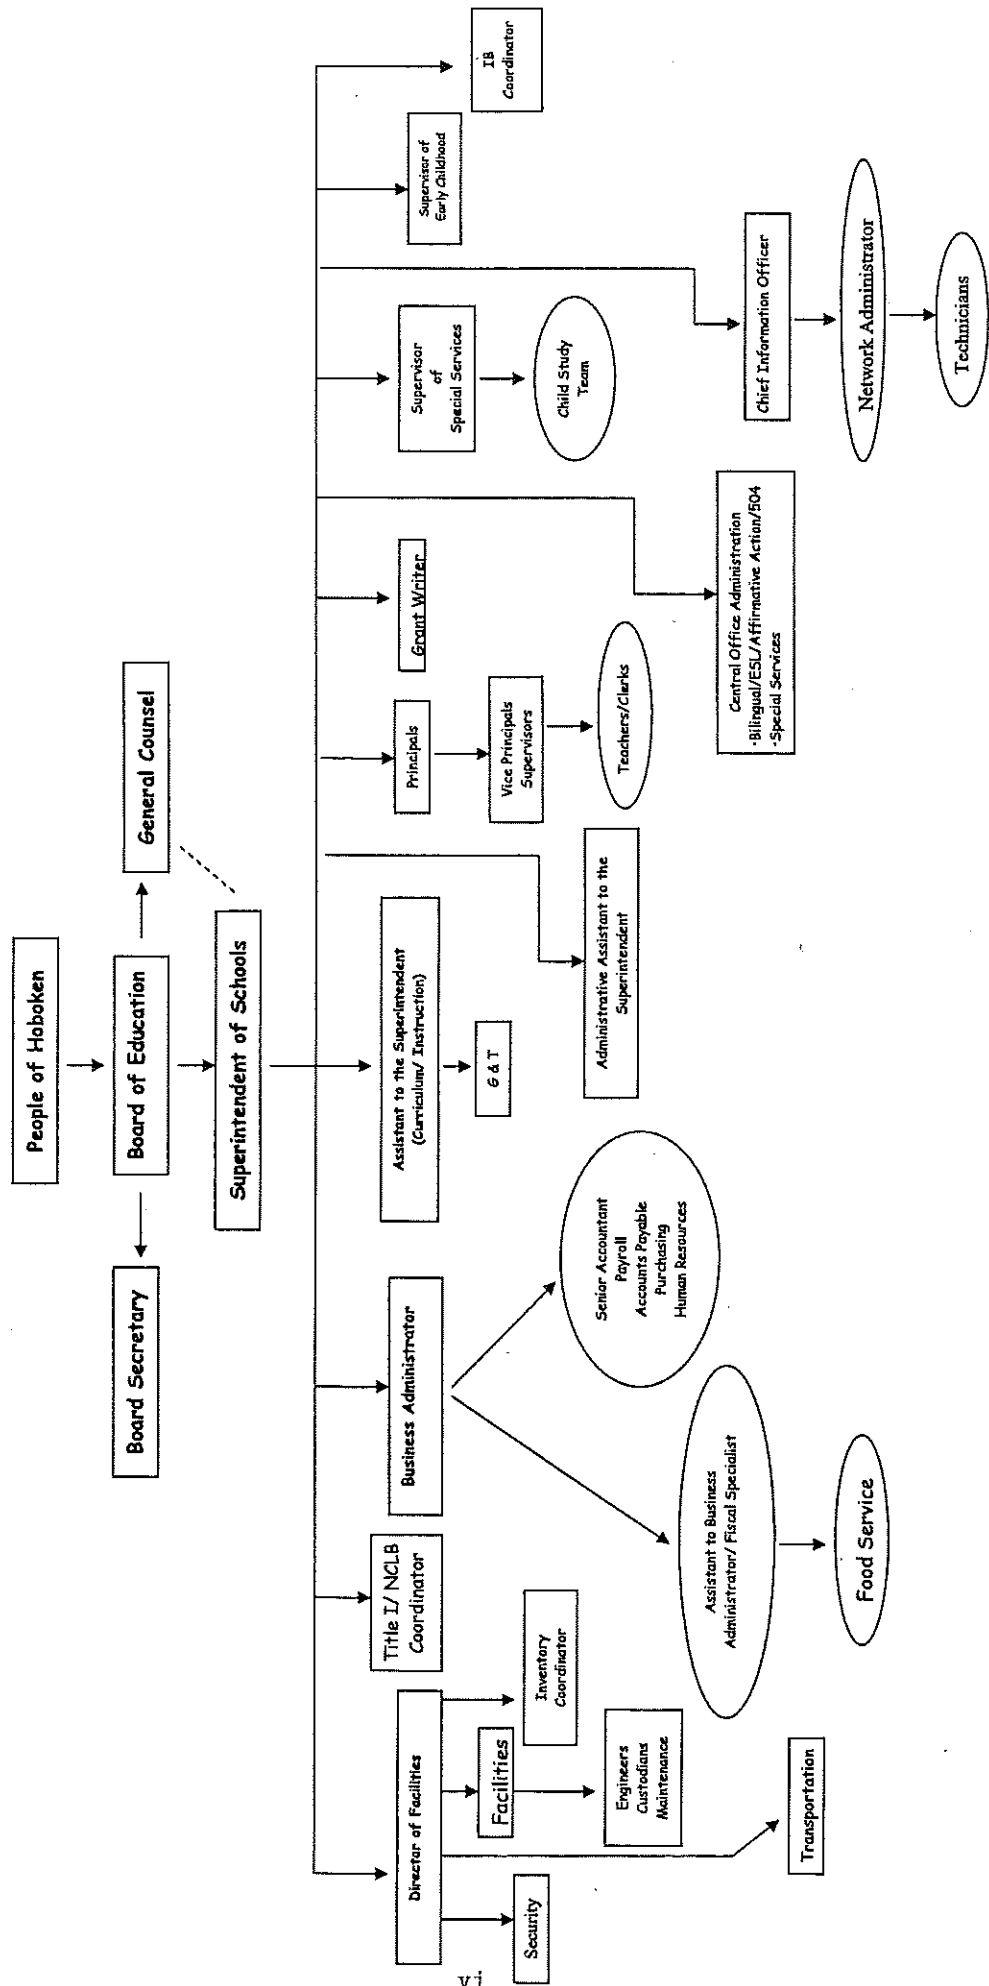 People of Hoboken
Board Secretary
Board of Education
General Counsel
Superintendent of Schools
Director of Facilities
Title I/ NCLB
Coordinator
Business Administrator
Assistant to the Superintendent
(Curriculum/ Instruction)
Principals
Grant Writer
Supervisor
of
Special Services
Supervisor of
Early Childhood
IB
Coordinator
Security
Facilities
Inventory
Coordinator
Engineers
Custodians
Maintenance
Transportation
Senior Accountant
Payroll
Accounts Payable
Purchasing
Human Resources
Assistant to Business
Administrator/ Fiscal Specialist
Food Service
G & T
Administrative Assistant to the
Superintendent
Vice Principals
Supervisors
Teachers/Clerks
Central Office Administration
-Bilingual/ESL/Affirmative Action/504
-Special Services
Child Study
Team
Chief Information Officer
Network Administrator
Technicians
vi